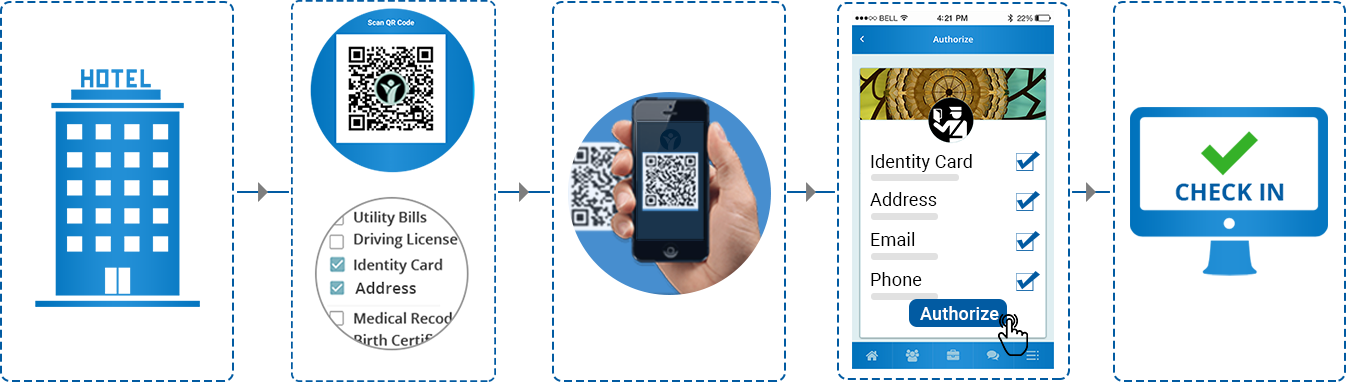 HOTEL
Scan QR Code
Utility Bills
Driving License
Identity Card
Address
Medical Recod
Birth Certif
BELL
4:21 PM
22%
Authorize
Identity Card
Address
Email
Phone
Authorize
CHECK IN